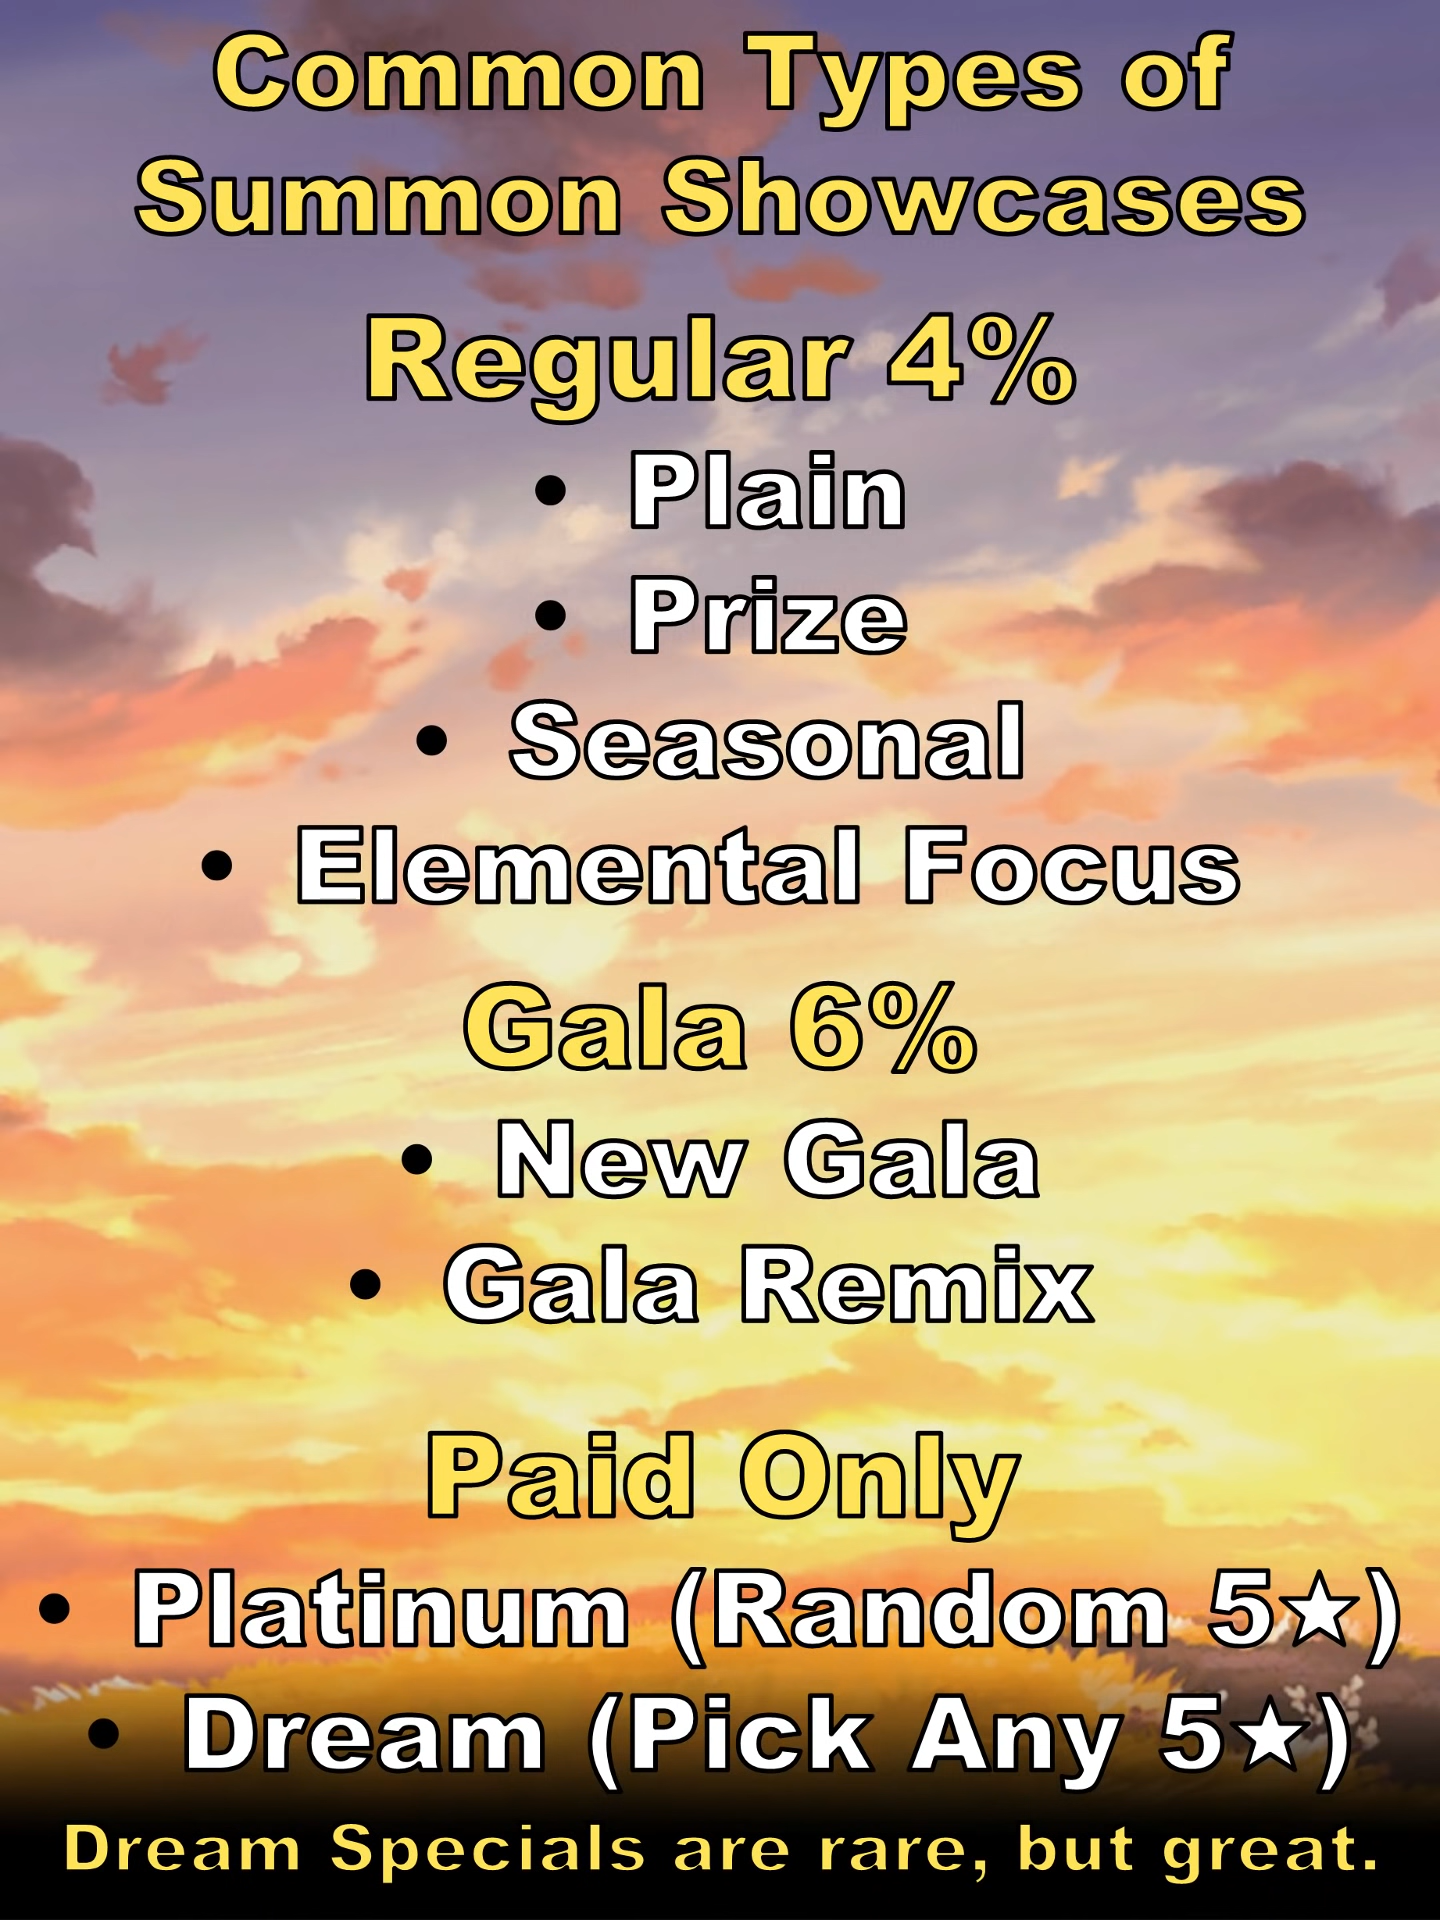 Common Types of
Summon Showcases
Regular 4%
• Plain
• Prize
• Seasonal
• Elemental Focus
Gala 6%
• New Gala
• Gala Remix
Paid Only
• Platinum (Random 5★)
• Dream (Pick Any 5★)
Dream Specials are rare, but great.